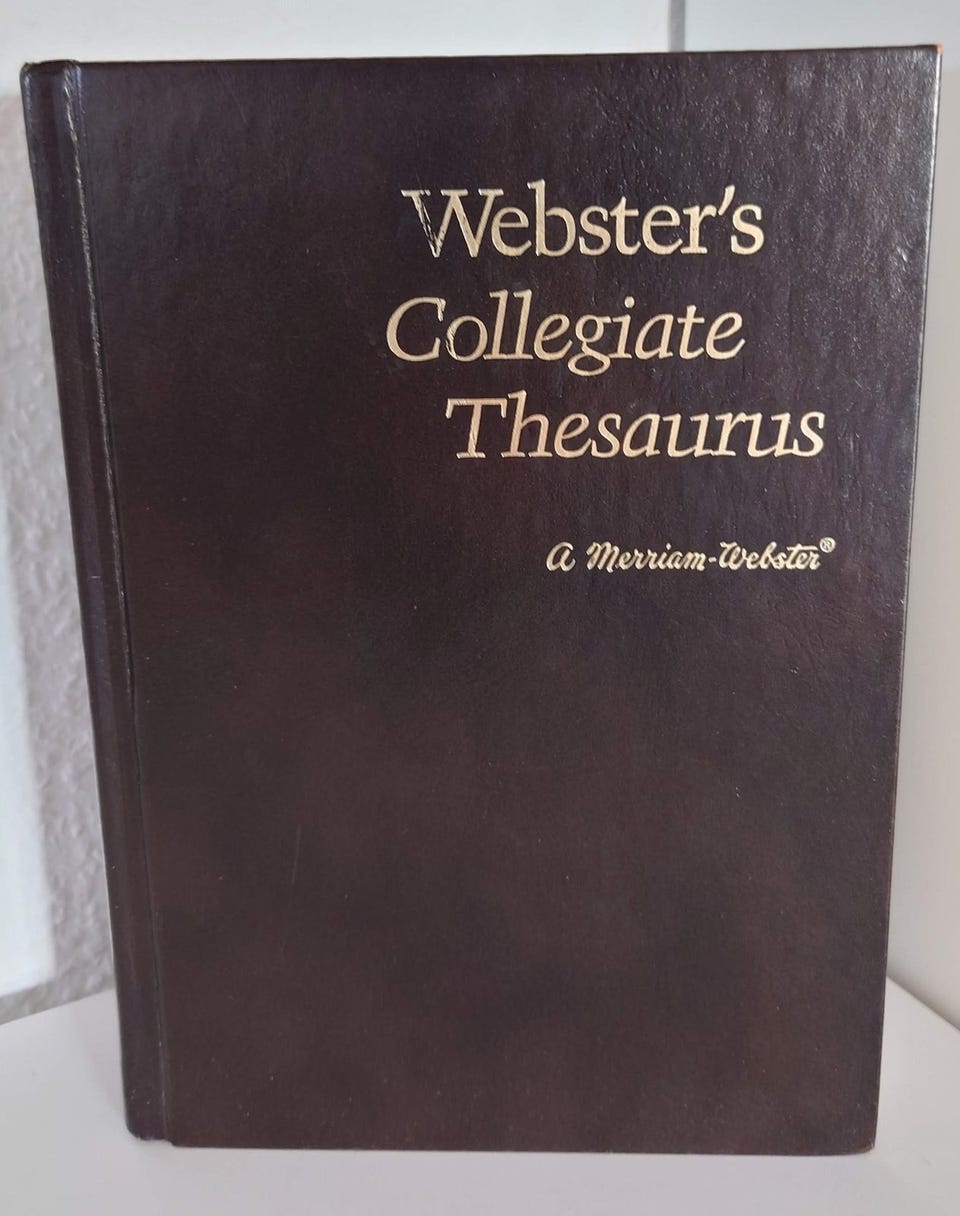 Webster's
Collegiate
Thesaurus
A Merriam-Webster®